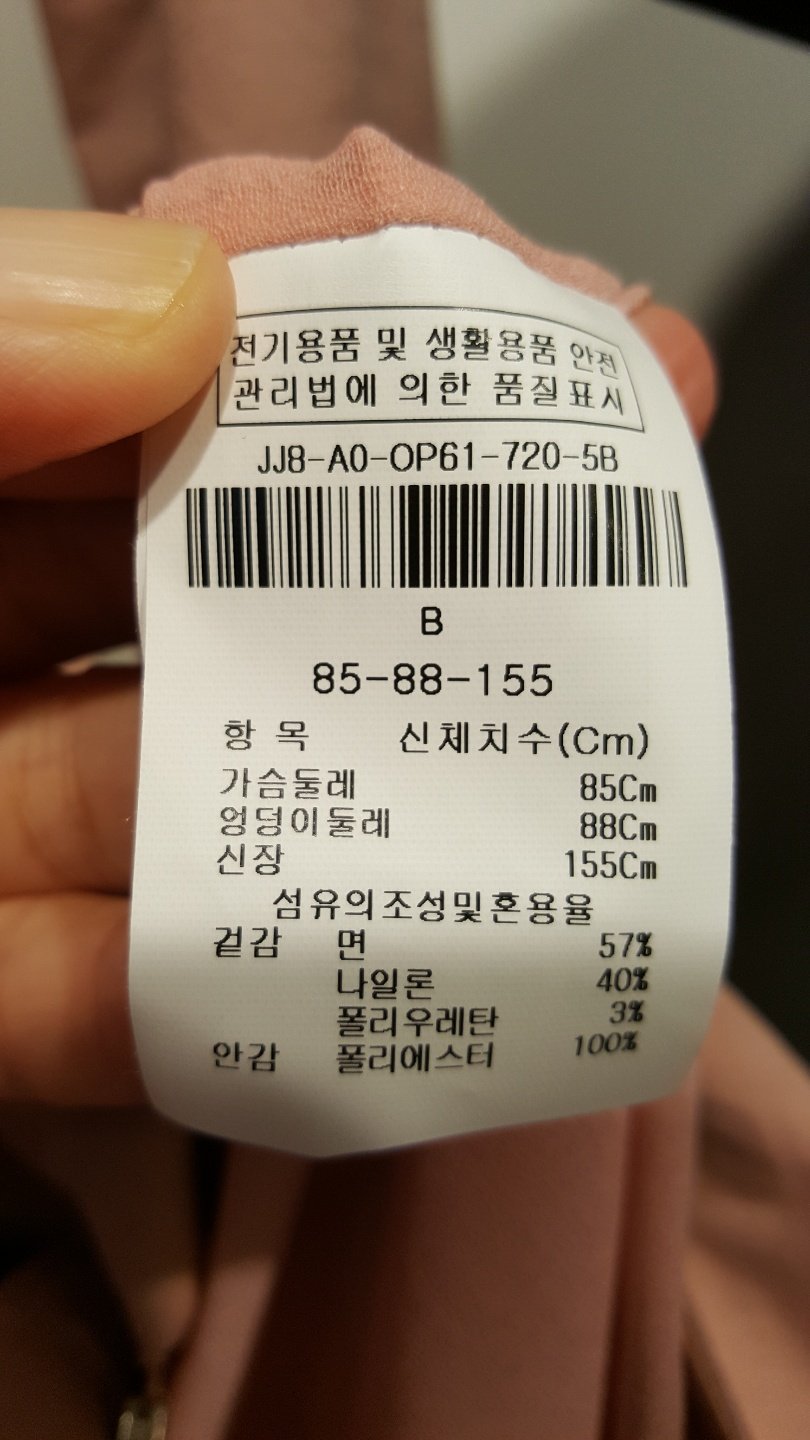 전기용품 및 생활용품 안전
관리법에 의한 품질표시
JJ8-A0-OP61-720-5B
B
85-88-155
항 목 신체치수(Cm)
가슴둘레 85Cm
엉덩이둘레 88Cm
신장 155Cm
섬유의조성및혼용율
겉감 면 57%
나일론 40%
폴리우레탄 3%
안감 폴리에스터 100%